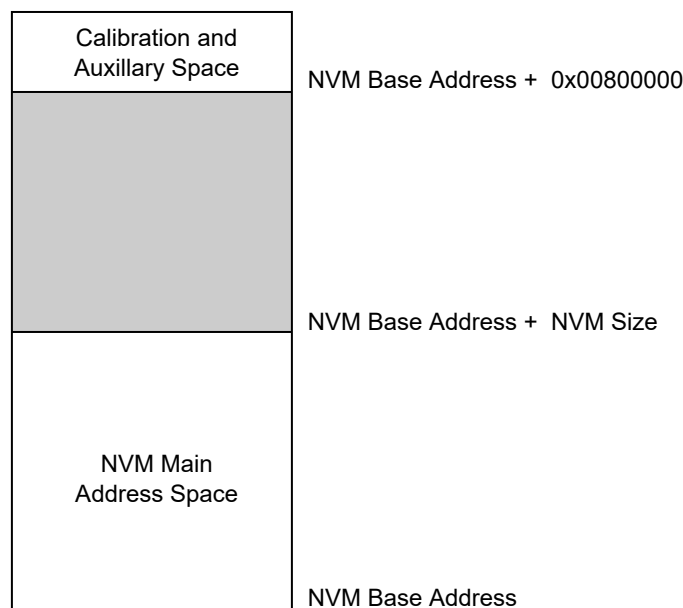 Calibration and
Auxillary Space
NVM Base Address + 0x00800000
NVM Base Address + NVM Size
NVM Main
Address Space
NVM Base Address